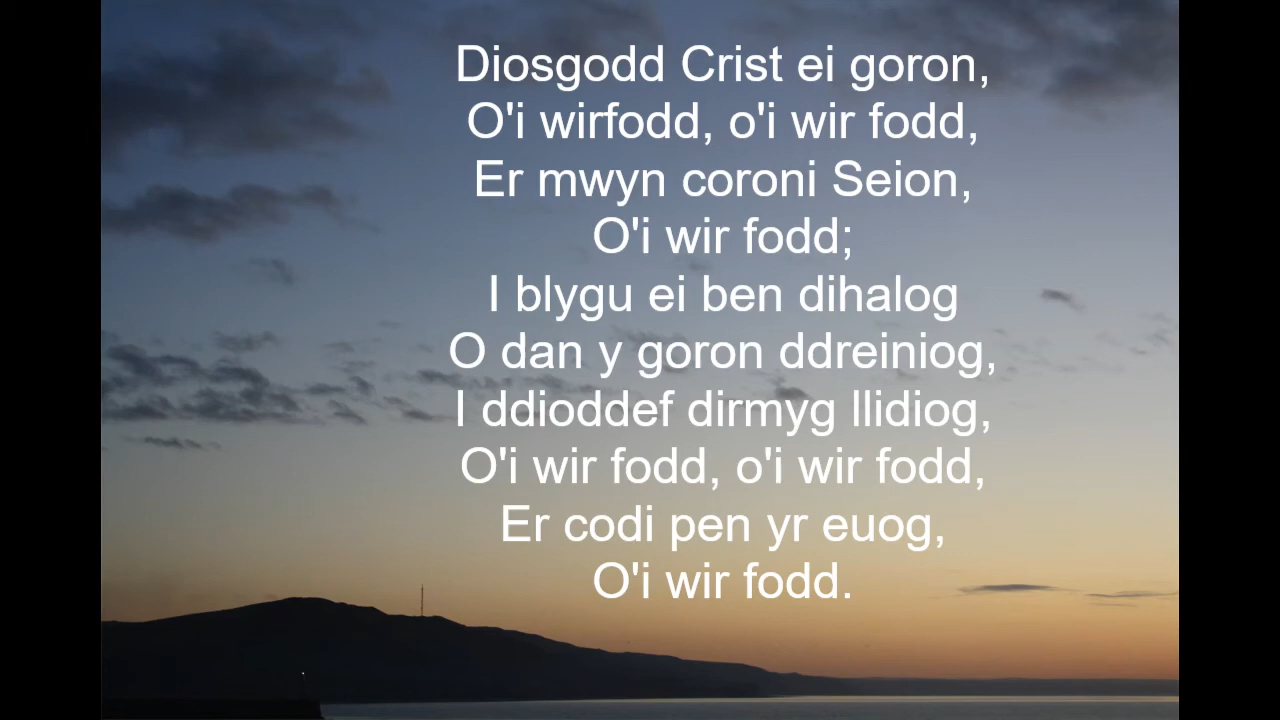 Diosgodd Crist ei goron,
O'i wirfodd, o'i wir fodd,
Er mwyn coroni Seion,
O'i wir fodd;
I blygu ei ben dihalog
O dan y goron ddreiniog,
I ddioddef dirmyg llidiog,
O'i wir fodd, o'i wir fodd,
Er codi pen yr euog,
O'i wir fodd.